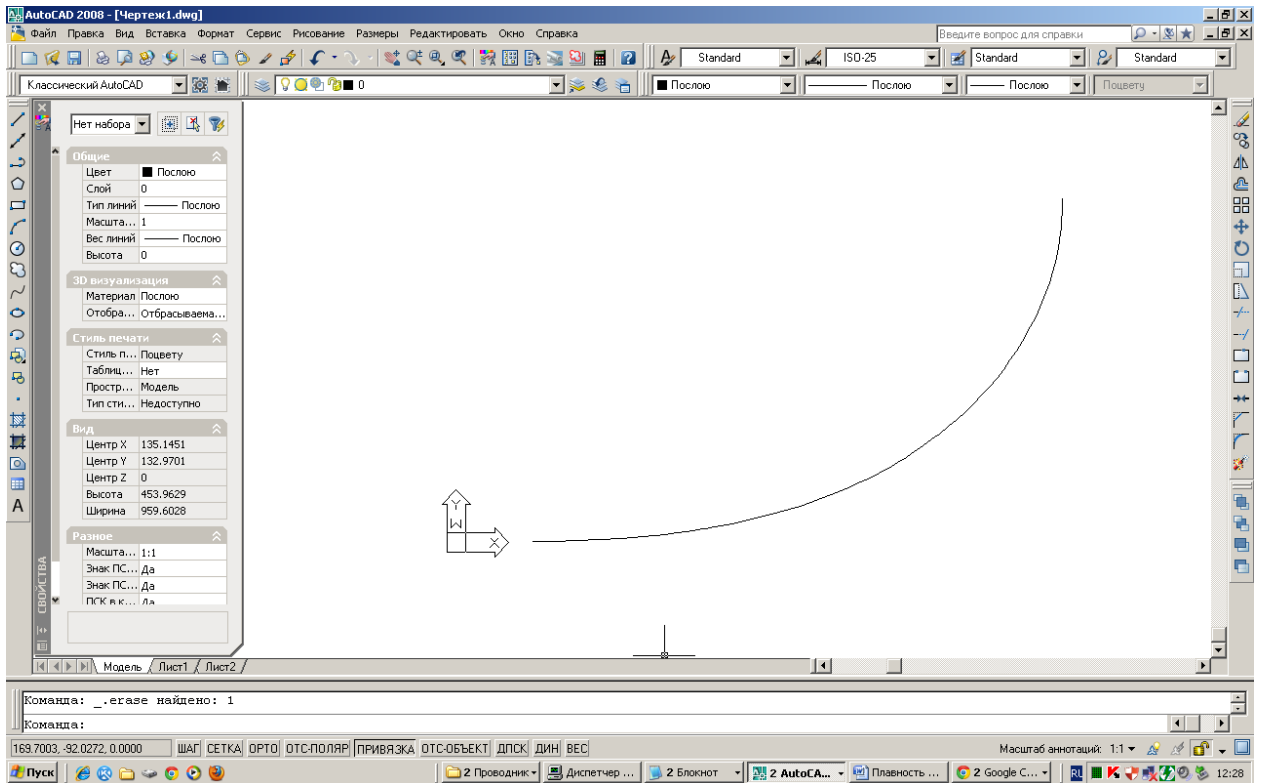 AutoCAD 2008 - [Чертеж1.dwg]
Файл Правка Вид Вставка Формат Сервис Рисование Размеры Редактировать Окно Справка Введите вопрос для справки
Standard ISO-25 Standard Standard
Классический AutoCAD 0 Послою Послою Послою Поцвету
Нет набора
Общие
Цвет Послою
Слой 0
Тип линий Послою
Масшта... 1
Вес линий Послою
Высота 0
3D визуализация
Материал Послою
Отобра... Отбрасываема...
Стиль печати
Стиль п... Поцвету
Таблиц... Нет
Простр... Модель
Тип сти... Недоступно
Вид
Центр X 135.1451
Центр Y 132.9701
Центр Z 0
Высота 453.9629
Ширина 959.6028
Разное
Масшта... 1:1
Знак ПС... Да
Знак ПС... Да
ПСК в к... Да
СВОЙСТВА
Y
W
X
Модель Лист1 Лист2
Команда: _.erase найдено: 1
Команда:
169.7003, -92.0272, 0.0000 ШАГ СЕТКА ОРТО ОТС-ПОЛЯР ПРИВЯЗКА ОТС-ОБЪЕКТ ДПСК ДИН ВЕС Масштаб аннотаций: 1:1
Пуск 2 Проводник Диспетчер ... 2 Блокнот 2 AutoCA... Плавность ... 2 Google C... RL 12:28